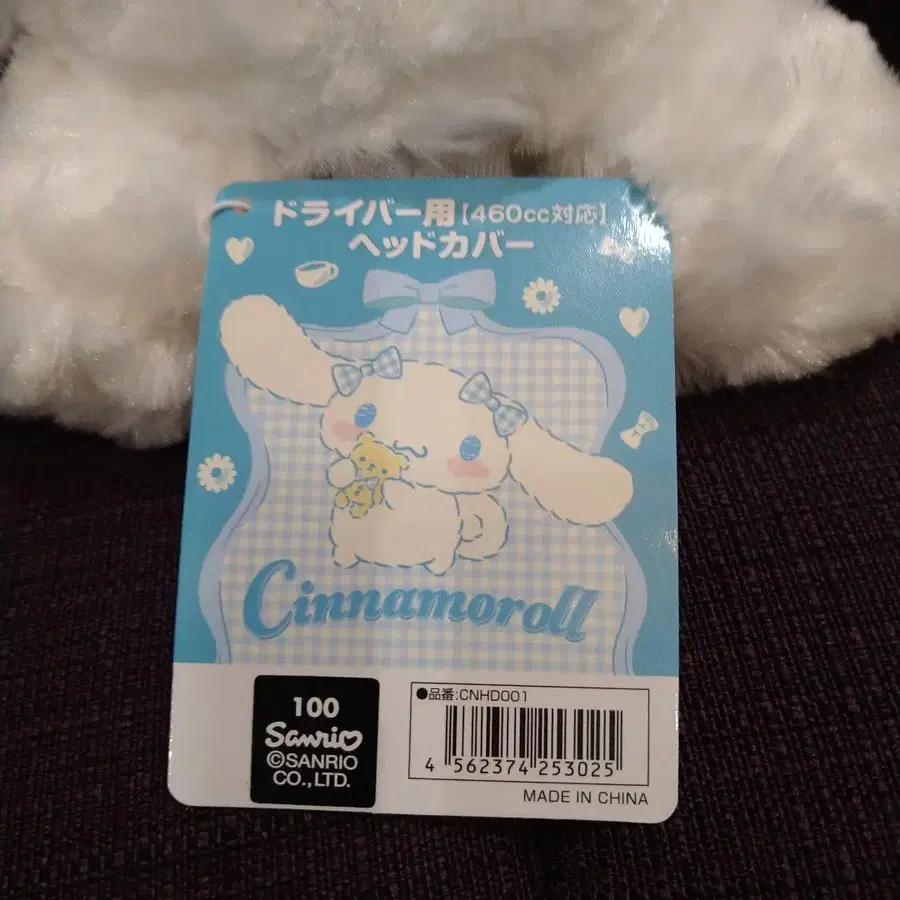 ドライバー用【460cc対応】
ヘッドカバー
Cinnamoroll
100
Sanrio
©SANRIO
CO.,LTD.
●品番:CNHD001
4 562374 253025
MADE IN CHINA